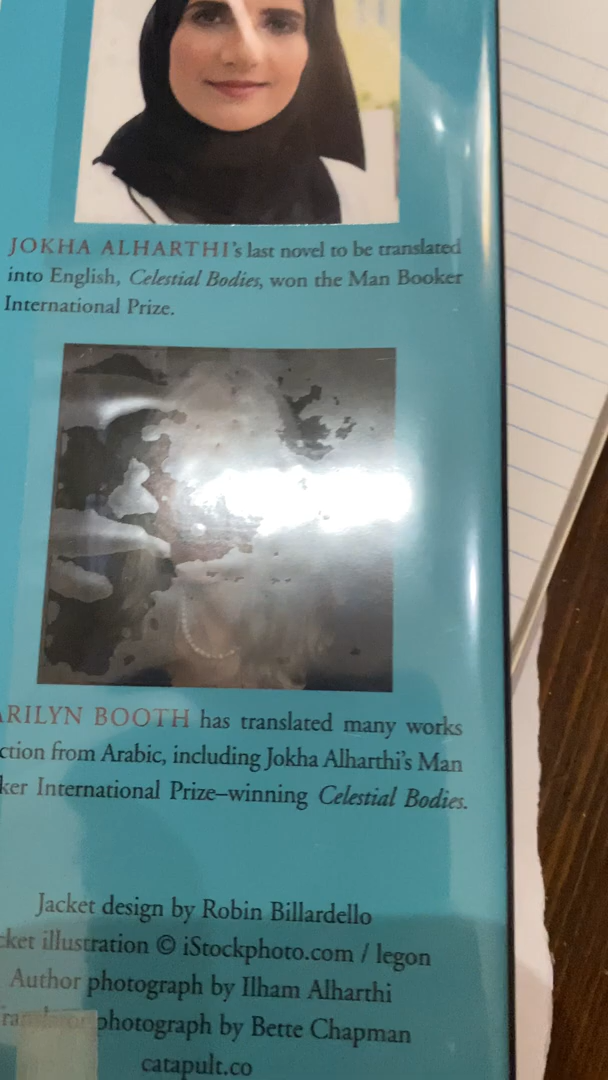 JOKHA ALHARTHI's last novel to be translated
into English, Celestial Bodies, won the Man Booker
International Prize.
ARILYN BOOTH has translated many works
ction from Arabic, including Jokha Alharthi's Man
ker International Prize–winning Celestial Bodies.
Jacket design by Robin Billardello
cket illustration © iStockphoto.com / legon
Author photograph by Ilham Alharthi
photograph by Bette Chapman
catapult.co